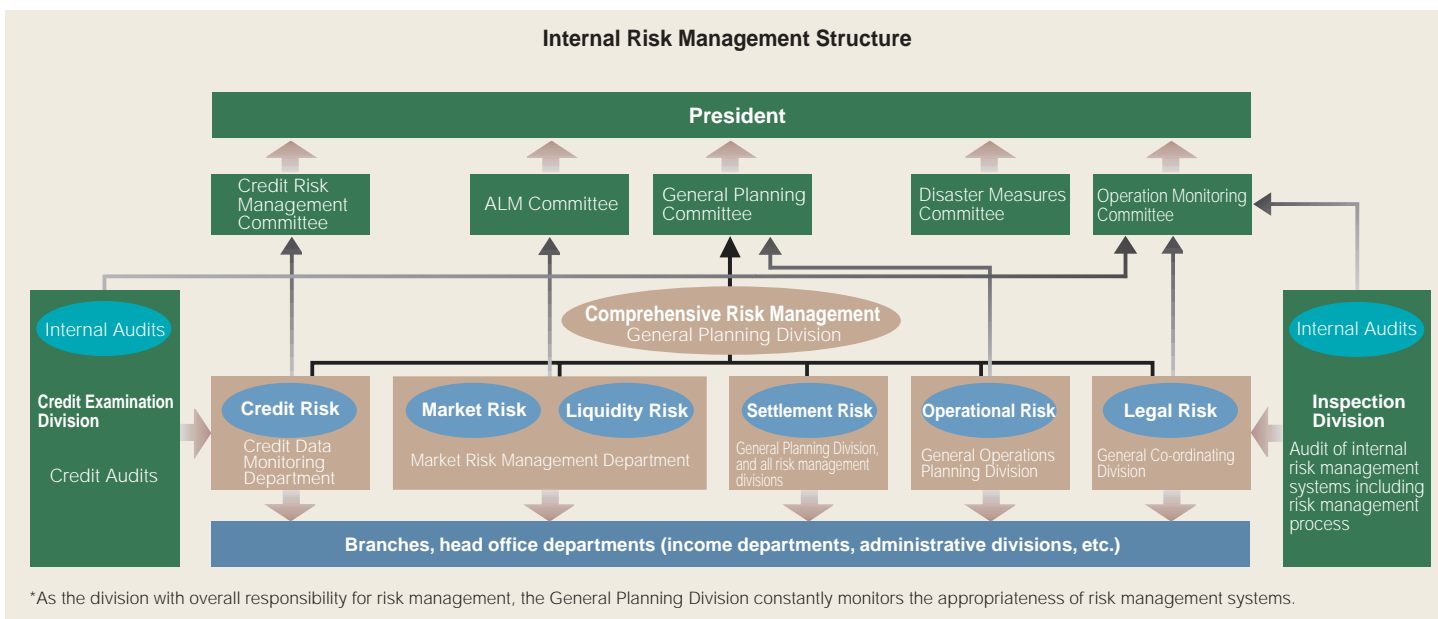 Internal Risk Management Structure
President
Credit Risk
Management
Committee
ALM Committee
General Planning
Committee
Disaster Measures
Committee
Operation Monitoring
Committee
Internal Audits
Credit Examination
Division
Credit Audits
Comprehensive Risk Management
General Planning Division
Internal Audits
Inspection
Division
Audit of internal
risk management
systems including
risk management
process
Credit Risk
Credit Data
Monitoring
Department
Market Risk
Liquidity Risk
Market Risk Management Department
Settlement Risk
General Planning Division,
and all risk management
divisions
Operational Risk
General Operations
Planning Division
Legal Risk
General Co-ordinating
Division
Branches, head office departments (income departments, administrative divisions, etc.)
*As the division with overall responsibility for risk management, the General Planning Division constantly monitors the appropriateness of risk management systems.